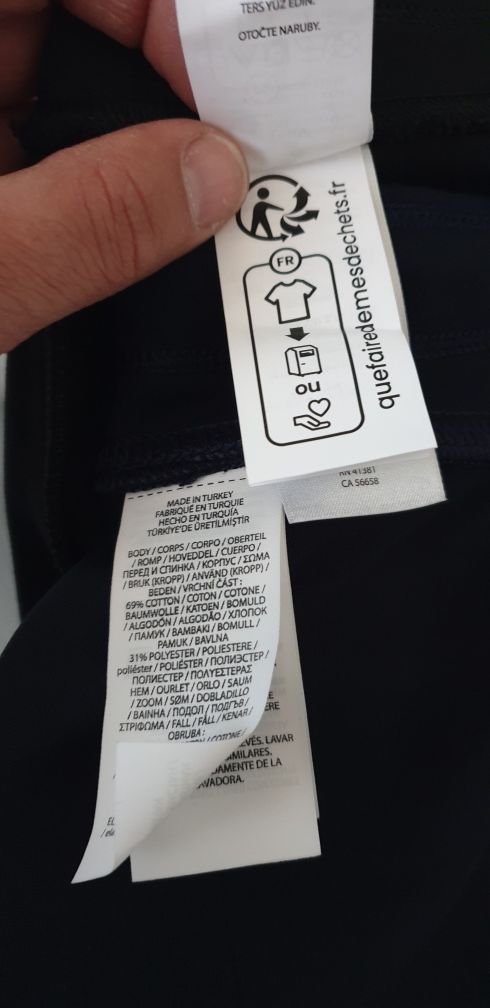 TERS YÜZ EDİN.
OTOČTE NARUBY.
FR
OU
quefairedemesdechets.fr
RN 41381
CA 56658
MADE IN TURKEY
FABRIQUÉ EN TURQUIE
HECHO EN TURQUÍA
TÜRKİYE'DE ÜRETİLMİŞTİR
BODY / CORPS / CORPO / OBERTEIL
/ ROMP / HOVEDDEL / CUERPO /
ПЕРЕД И СПИНКА / КОРПУС / ΣΩΜΑ
/ BRUK (KROPP) / ANVÄND (KROPP) /
BEDEN / VRCHNÍ ČÁST :
69% COTTON / COTON / COTONE /
BAUMWOLLE / KATOEN / BOMULD
/ ALGODÓN / ALGODÃO / ХЛОПОК
/ ПАМУК / ΒΑΜΒΑΚΙ / BOMULL /
PAMUK / BAVLNA
31% POLYESTER / POLIESTERE /
poliéster / POLIÉSTER / ПОЛИЭСТЕР /
ПОЛИЕСТЕР / ΠΟΛΥΕΣΤΕΡΑΣ
HEM / OURLET / ORLO / SAUM
/ ZOOM / SØM / DOBLADILLO
/ BAINHA / ПОДОЛ / ПОДГЪВ /
ΣΤΡΙΦΩΜΑ / FALL / FÅLL / KENAR /
OBRUBA :
COTONE /
LAVAR
AMENTE DE LA